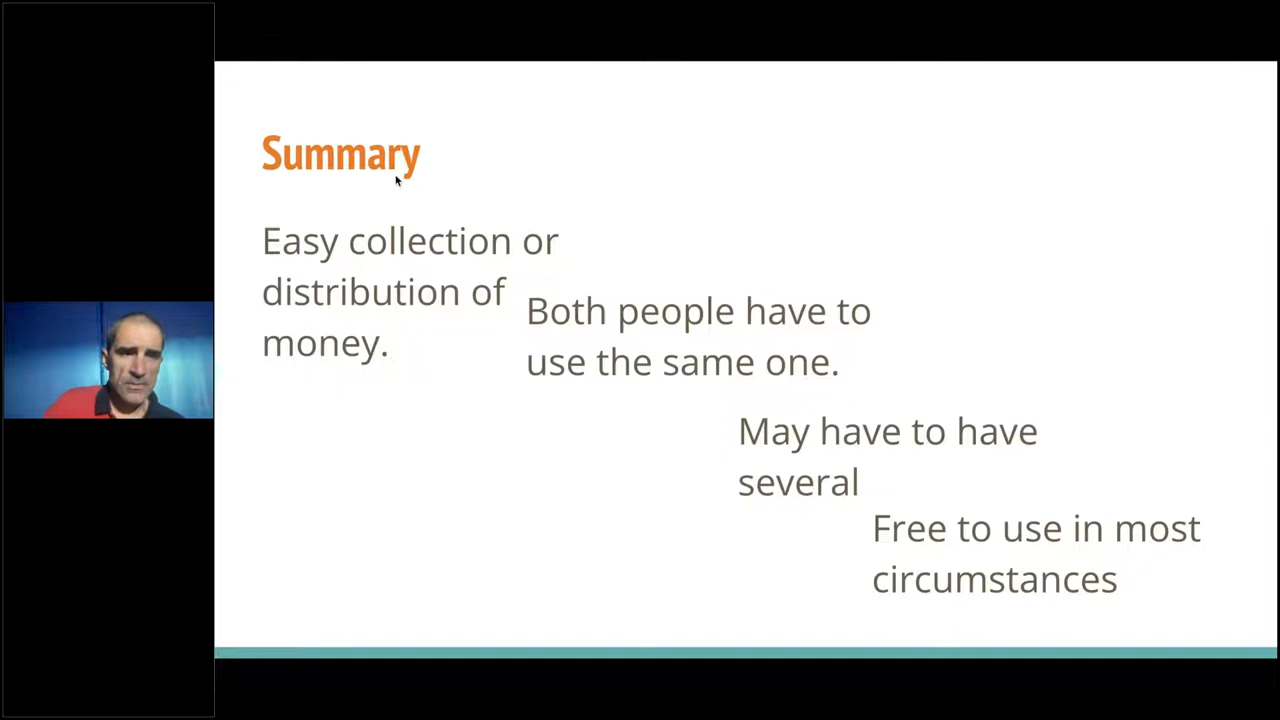 Summary
Easy collection or
distribution of
money.
Both people have to
use the same one.
May have to have
several
Free to use in most
circumstances